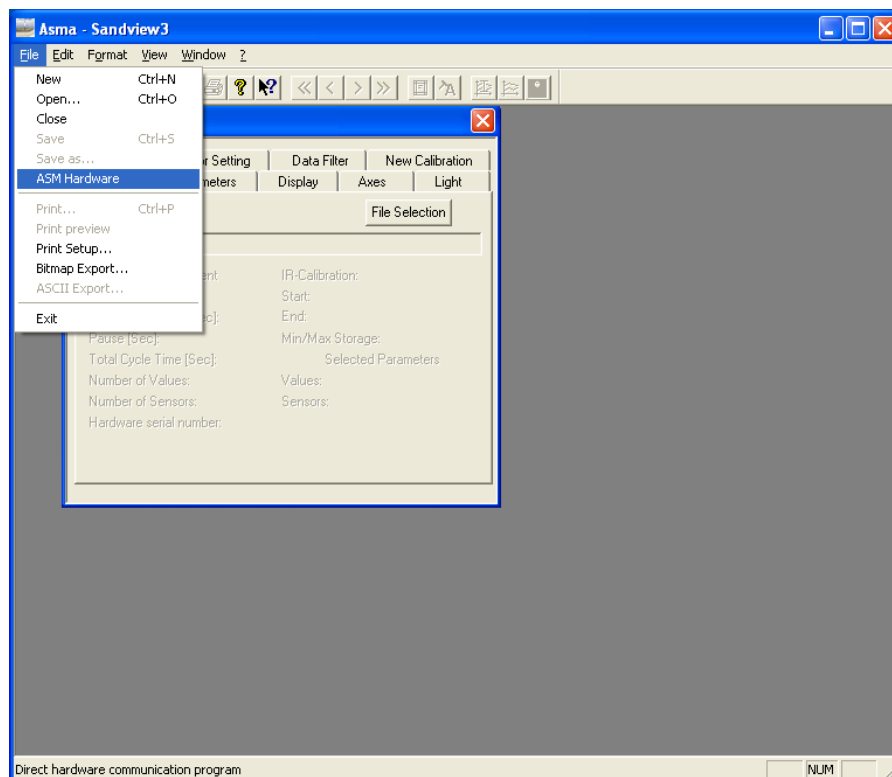 Asma - Sandview3
File Edit Format View Window ?
New Ctrl+N
Open... Ctrl+O
Close
Save Ctrl+S
Save as...
ASM Hardware
Print... Ctrl+P
Print preview
Print Setup...
Bitmap Export...
ASCII Export...
Exit
Setting Data Filter New Calibration
Display Axes Light
File Selection
IR-Calibration:
Start:
End:
Pause [Sec]: Min/Max Storage:
Total Cycle Time [Sec]: Selected Parameters
Number of Values: Values:
Number of Sensors: Sensors:
Hardware serial number:
Direct hardware communication program NUM